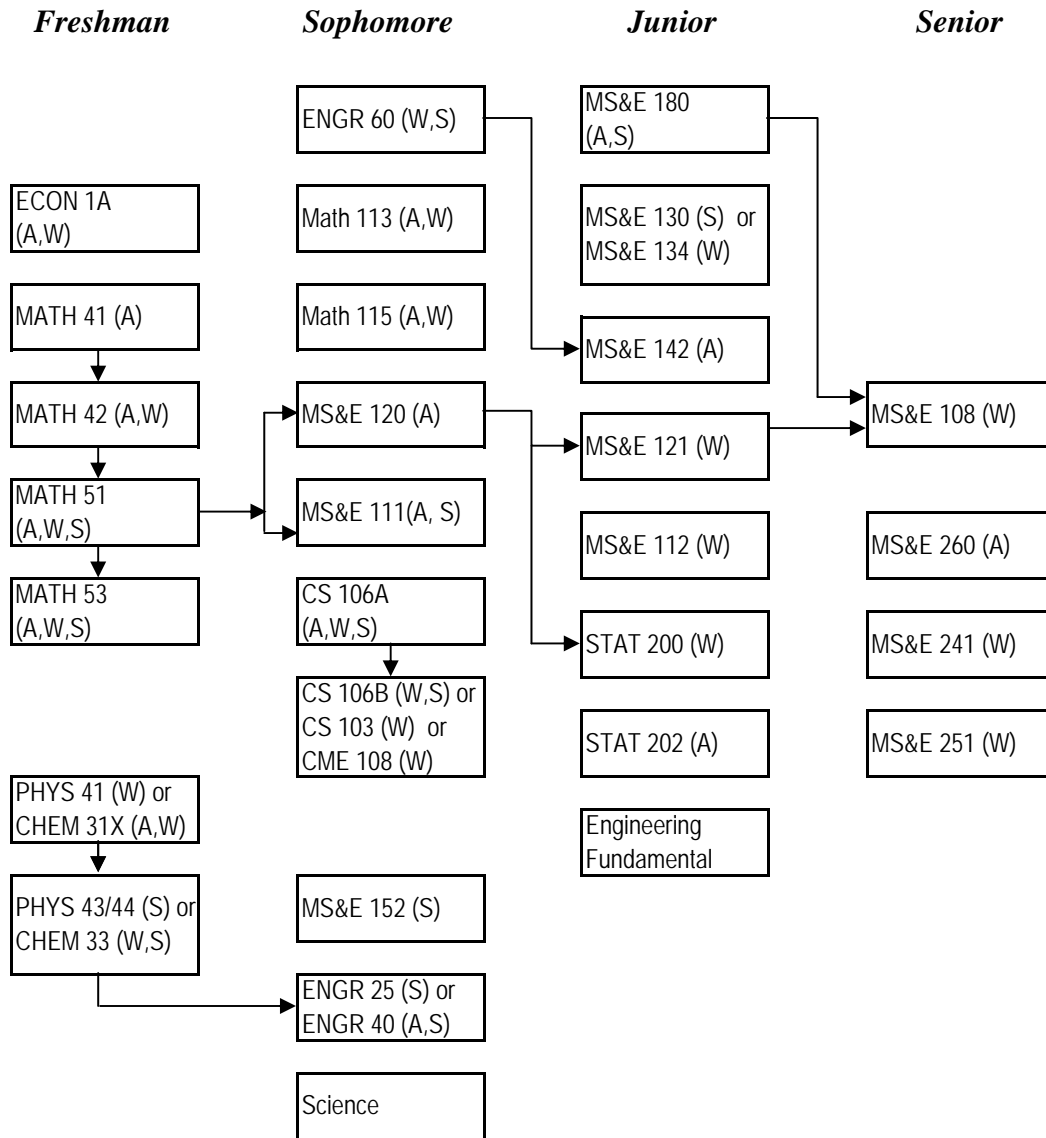 Freshman
Sophomore
Junior
Senior
ECON 1A
(A,W)
MATH 41 (A)
MATH 42 (A,W)
MATH 51
(A,W,S)
MATH 53
(A,W,S)
PHYS 41 (W) or
CHEM 31X (A,W)
PHYS 43/44 (S) or
CHEM 33 (W,S)
ENGR 60 (W,S)
Math 113 (A,W)
Math 115 (A,W)
MS&E 120 (A)
MS&E 111(A, S)
CS 106A
(A,W,S)
CS 106B (W,S) or
CS 103 (W) or
CME 108 (W)
MS&E 152 (S)
ENGR 25 (S) or
ENGR 40 (A,S)
Science
MS&E 180
(A,S)
MS&E 130 (S) or
MS&E 134 (W)
MS&E 142 (A)
MS&E 121 (W)
MS&E 112 (W)
STAT 200 (W)
STAT 202 (A)
Engineering
Fundamental
MS&E 108 (W)
MS&E 260 (A)
MS&E 241 (W)
MS&E 251 (W)